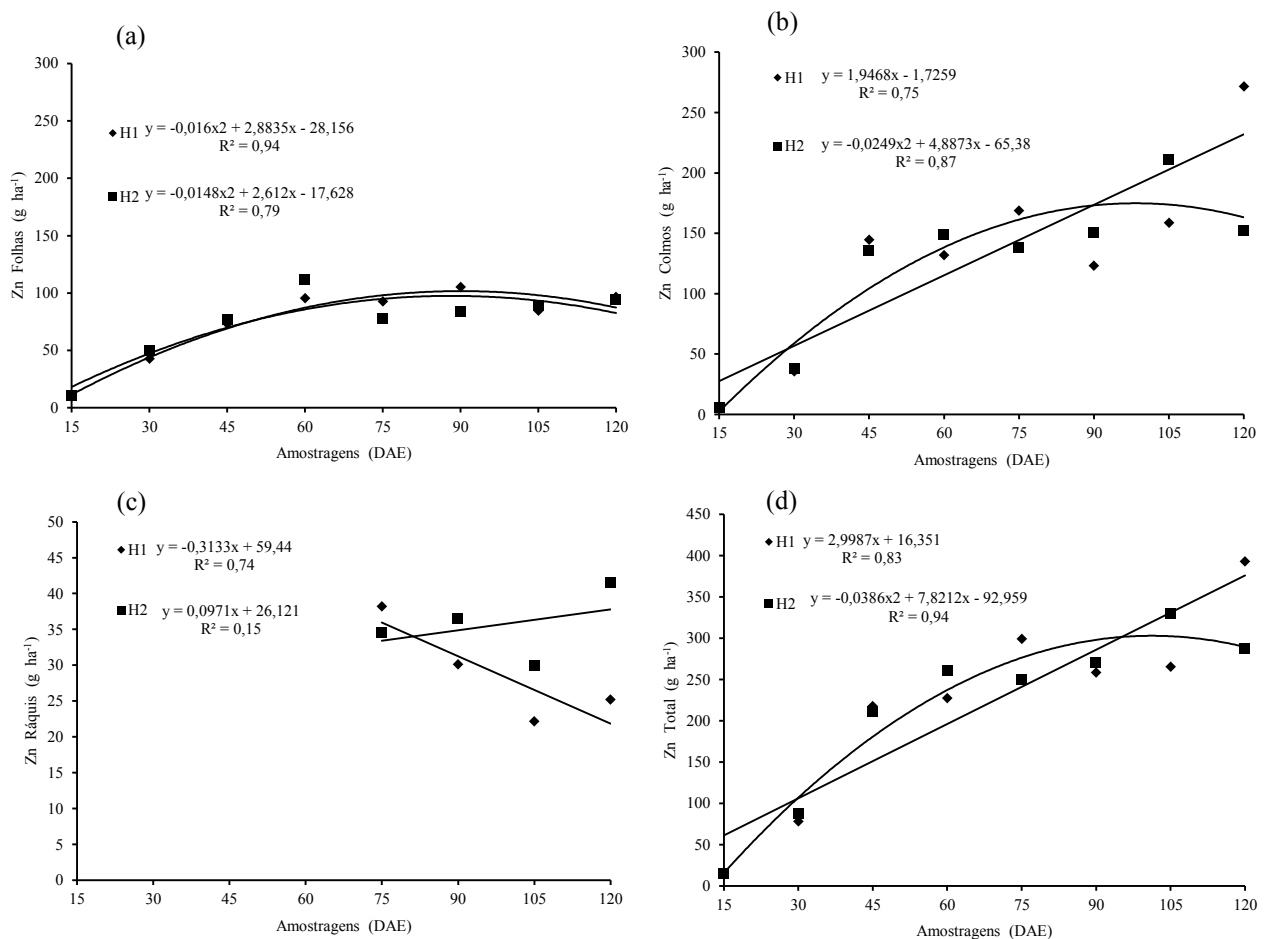 (a)
300
250
200
150
100
50
0
Zn Folhas (g ha-1)
H1 y = -0,016x2 + 2,8835x - 28,156
R² = 0,94
H2 y = -0,0148x2 + 2,612x - 17,628
R² = 0,79
15 30 45 60 75 90 105 120
Amostragens (DAE)
(b)
300
250
200
150
100
50
0
Zn Colmos (g ha-1)
H1 y = 1,9468x - 1,7259
R² = 0,75
H2 y = -0,0249x2 + 4,8873x - 65,38
R² = 0,87
15 30 45 60 75 90 105 120
Amostragens (DAE)
(c)
50
45
40
35
30
25
20
15
10
5
0
Zn Ráquis (g ha-1)
H1 y = -0,3133x + 59,44
R² = 0,74
H2 y = 0,0971x + 26,121
R² = 0,15
15 30 45 60 75 90 105 120
Amostragens (DAE)
(d)
450
400
350
300
250
200
150
100
50
0
Zn Total (g ha-1)
H1 y = 2,9987x + 16,351
R² = 0,83
H2 y = -0,0386x2 + 7,8212x - 92,959
R² = 0,94
15 30 45 60 75 90 105 120
Amostragens (DAE)